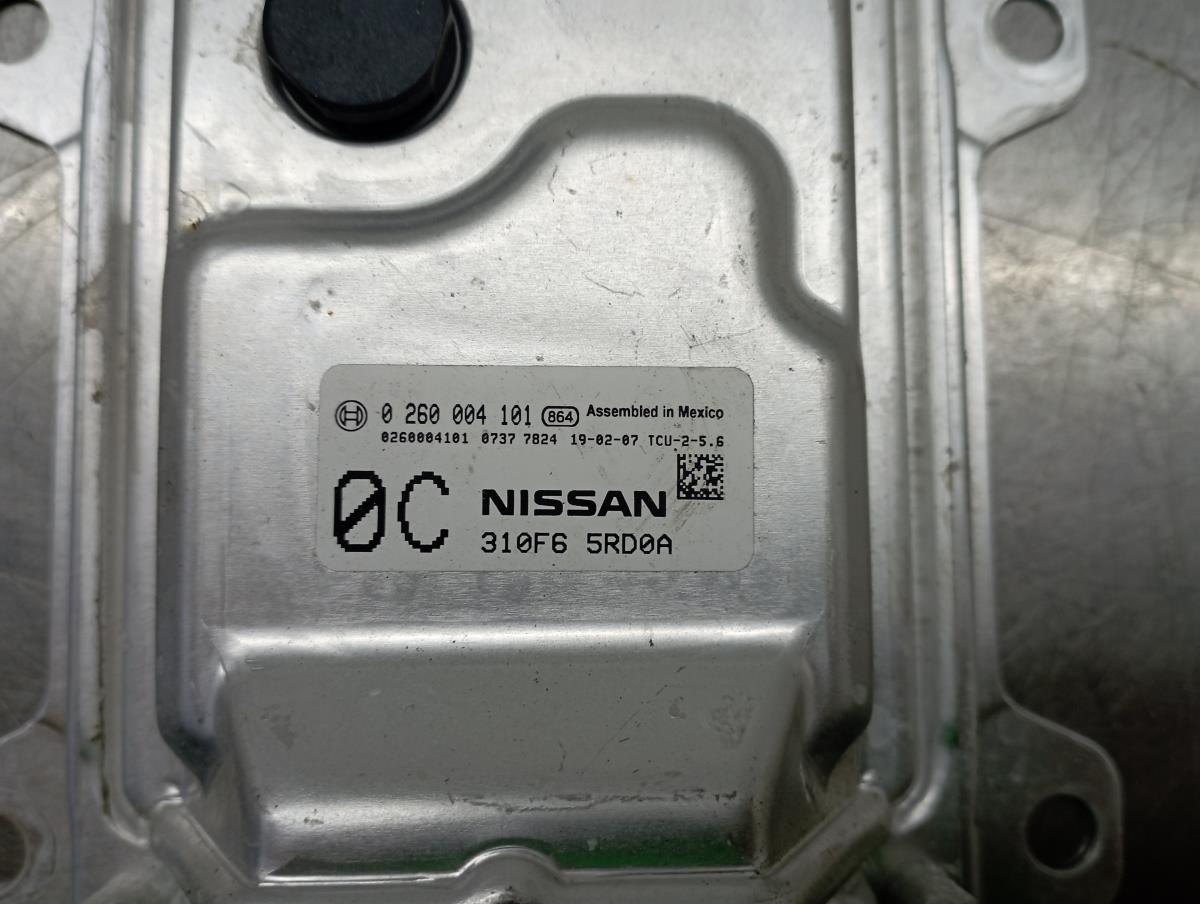 0 260 004 101 864 Assembled in Mexico
0260004101 0737 7824 19-02-07 TCU-2-5.6
0C NISSAN
310F6 5RD0A